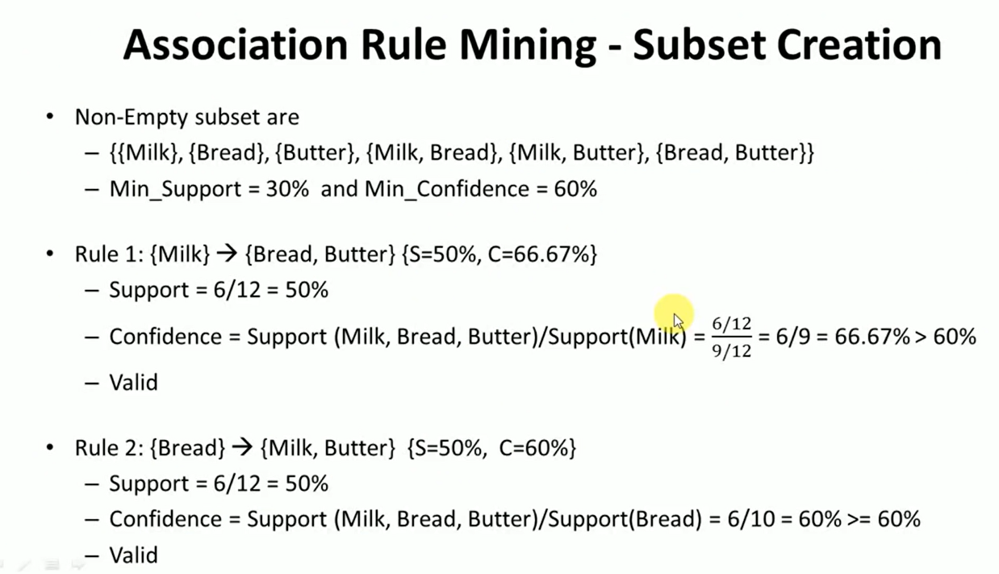 Association Rule Mining - Subset Creation
• Non-Empty subset are
– {{Milk}, {Bread}, {Butter}, {Milk, Bread}, {Milk, Butter}, {Bread, Butter}}
– Min_Support = 30% and Min_Confidence = 60%
• Rule 1: {Milk} → {Bread, Butter} {S=50%, C=66.67%}
– Support = 6/12 = 50%
– Confidence = Support (Milk, Bread, Butter)/Support(Milk) = (6/12)/(9/12) = 6/9 = 66.67% > 60%
– Valid
• Rule 2: {Bread} → {Milk, Butter} {S=50%, C=60%}
– Support = 6/12 = 50%
– Confidence = Support (Milk, Bread, Butter)/Support(Bread) = 6/10 = 60% >= 60%
– Valid